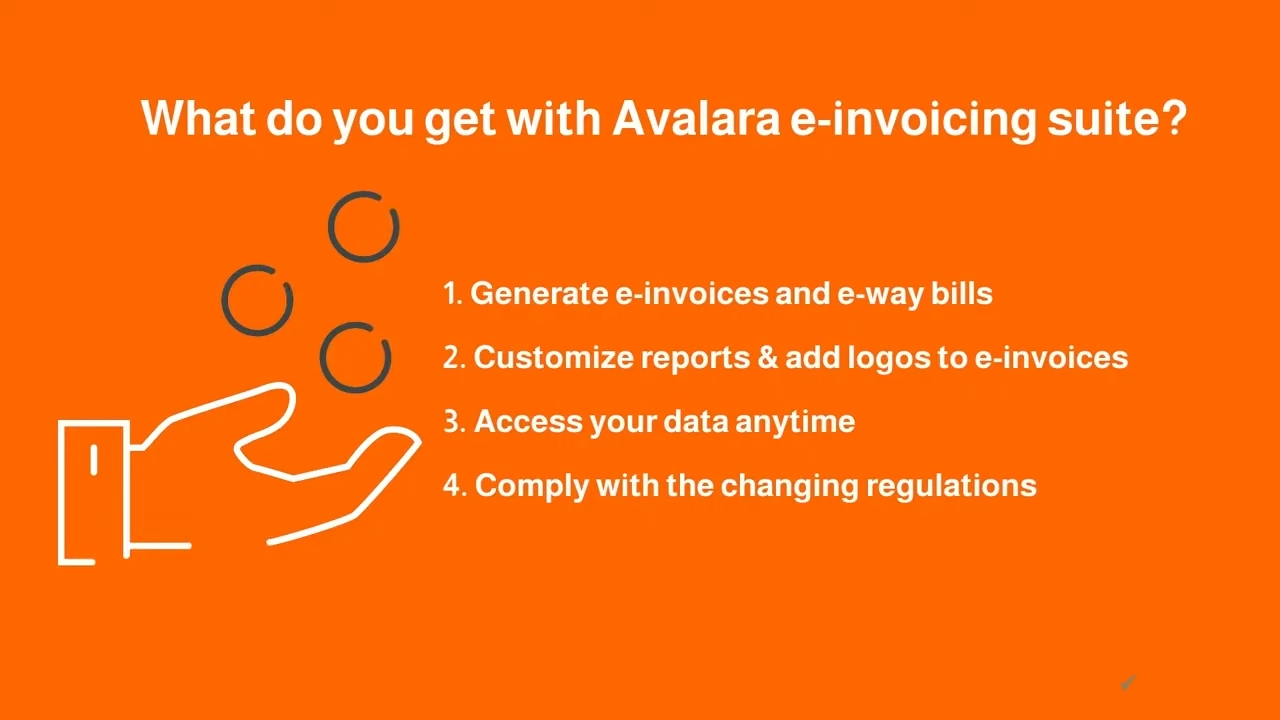 What do you get with Avalara e-invoicing suite?
1. Generate e-invoices and e-way bills
2. Customize reports & add logos to e-invoices
3. Access your data anytime
4. Comply with the changing regulations